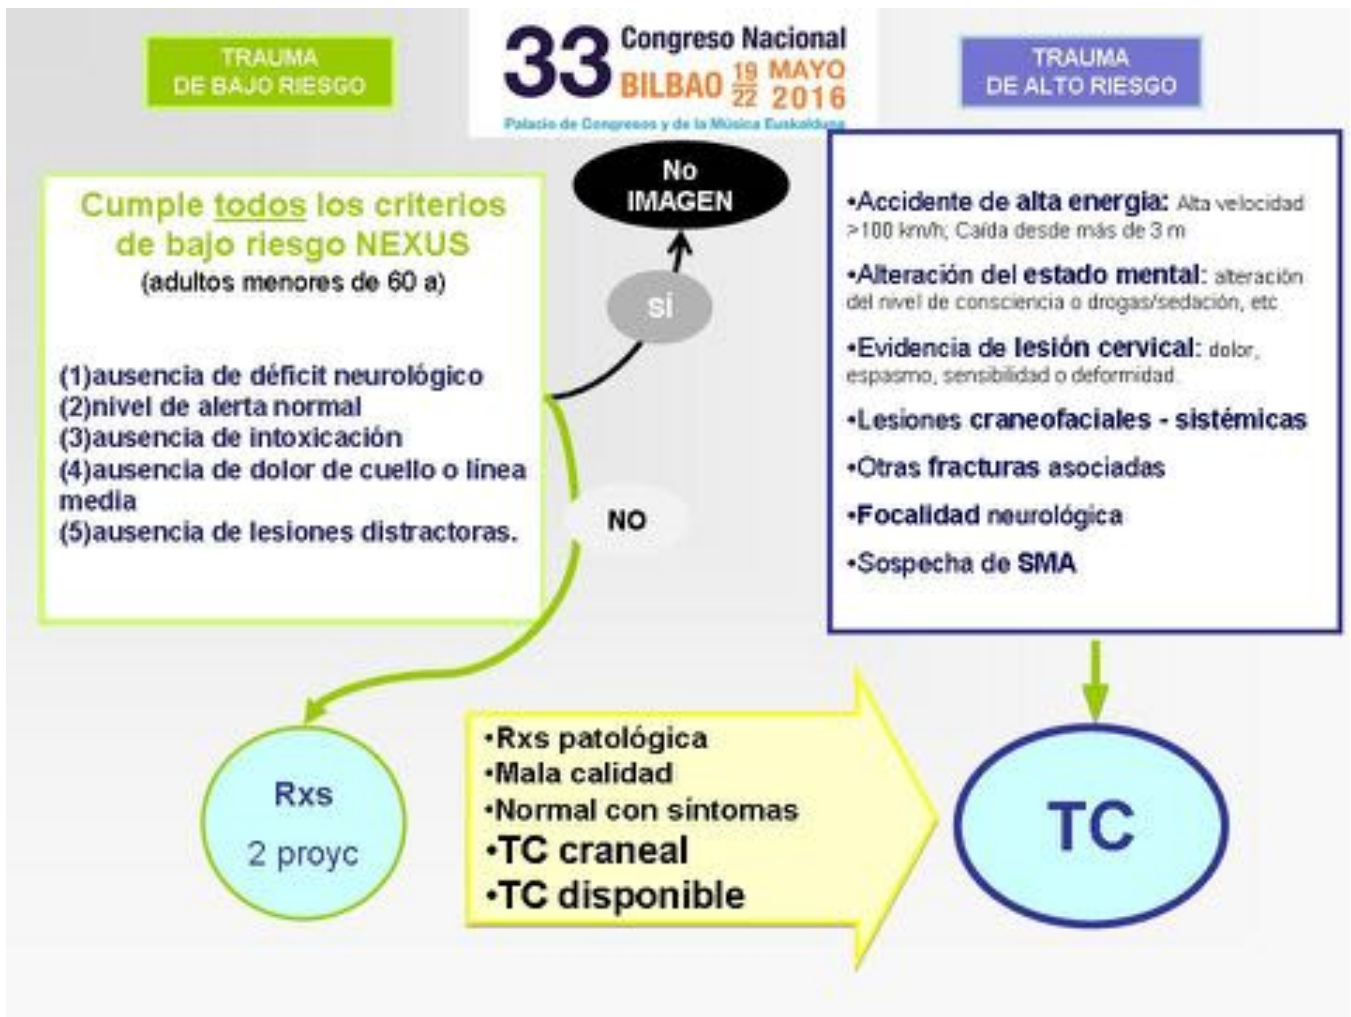 TRAUMA
DE BAJO RIESGO
33 Congreso Nacional
BILBAO 19 22 MAYO 2016
Palacio de Congresos y de la Música Euskalduna
TRAUMA
DE ALTO RIESGO
Cumple todos los criterios
de bajo riesgo NEXUS
(adultos menores de 60 a)
(1)ausencia de déficit neurológico
(2)nivel de alerta normal
(3)ausencia de intoxicación
(4)ausencia de dolor de cuello o línea
media
(5)ausencia de lesiones distractoras.
No
IMAGEN
SÍ
NO
•Accidente de alta energia: Alta velocidad
>100 km/h; Caída desde más de 3 m
•Alteración del estado mental: alteración
del nivel de consciencia o drogas/sedación, etc
•Evidencia de lesión cervical: dolor,
espasmo, sensibilidad o deformidad.
•Lesiones craneofaciales - sistémicas
•Otras fracturas asociadas
•Focalidad neurológica
•Sospecha de SMA
Rxs
2 proyc
•Rxs patológica
•Mala calidad
•Normal con síntomas
•TC craneal
•TC disponible
TC